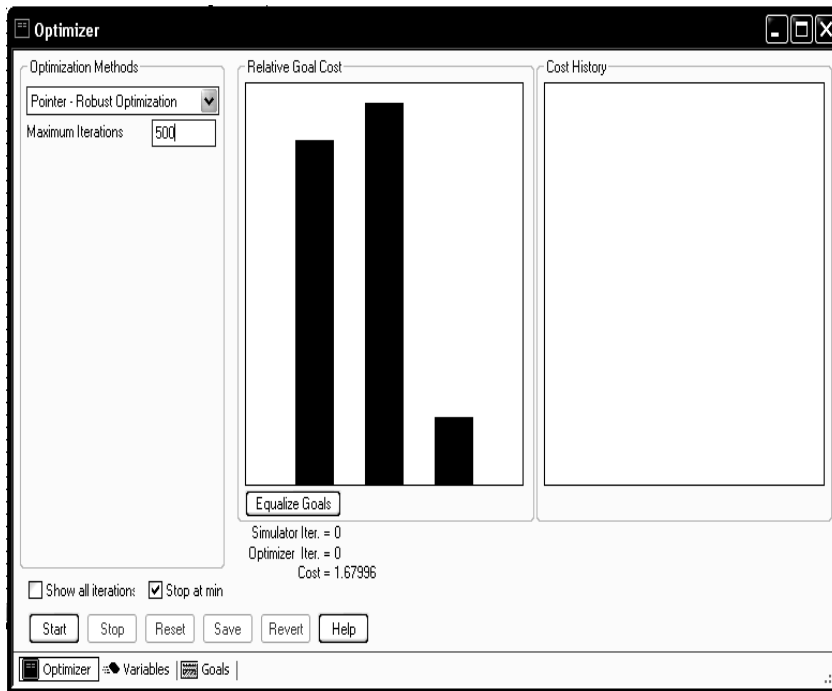 Optimizer
Optimization Methods
Pointer - Robust Optimization
Maximum Iterations 500
Relative Goal Cost
Cost History
Equalize Goals
Simulator Iter. = 0
Optimizer Iter. = 0
Cost = 1.67996
Show all iterations Stop at min
Start Stop Reset Save Revert Help
Optimizer Variables Goals